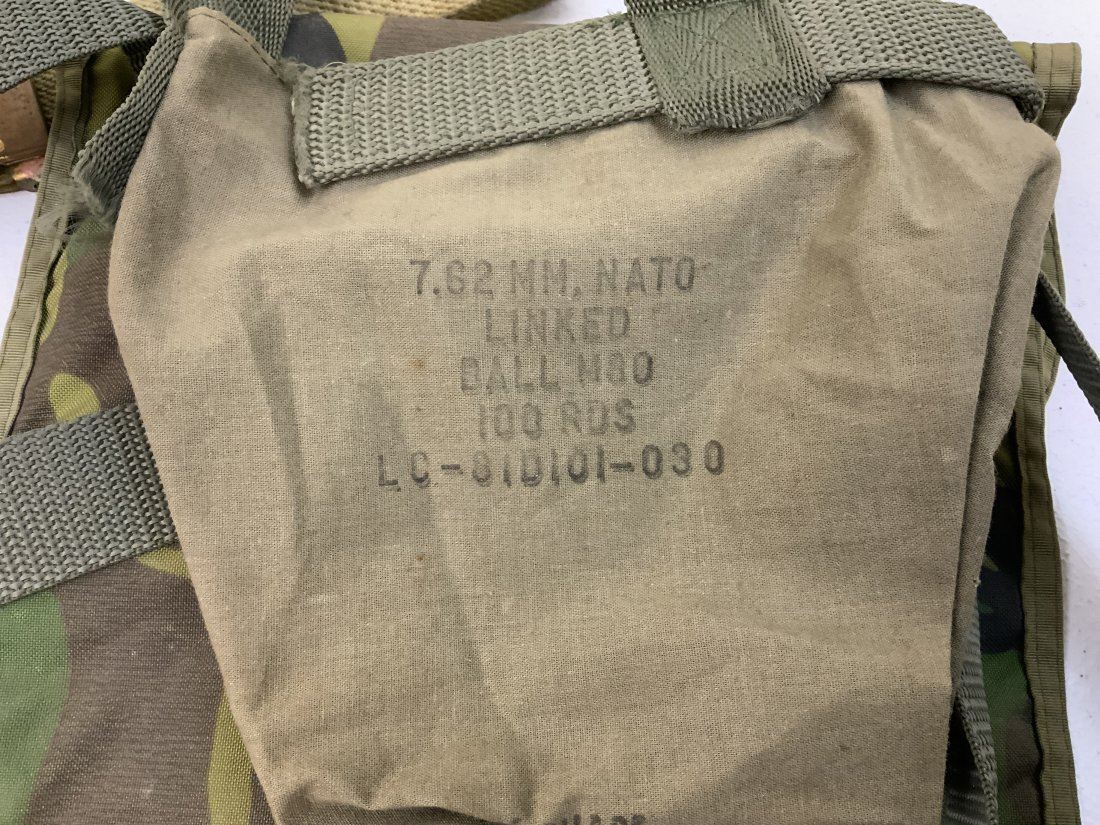 7.62 MM, NATO
LINKED
BALL M80
100 RDS
LC-81D101-030